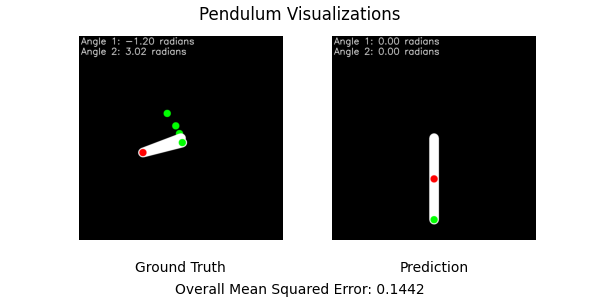 Pendulum Visualizations
Angle 1: −1.20 radians
Angle 2: 3.02 radians
Angle 1: 0.00 radians
Angle 2: 0.00 radians
Ground Truth
Prediction
Overall Mean Squared Error: 0.1442